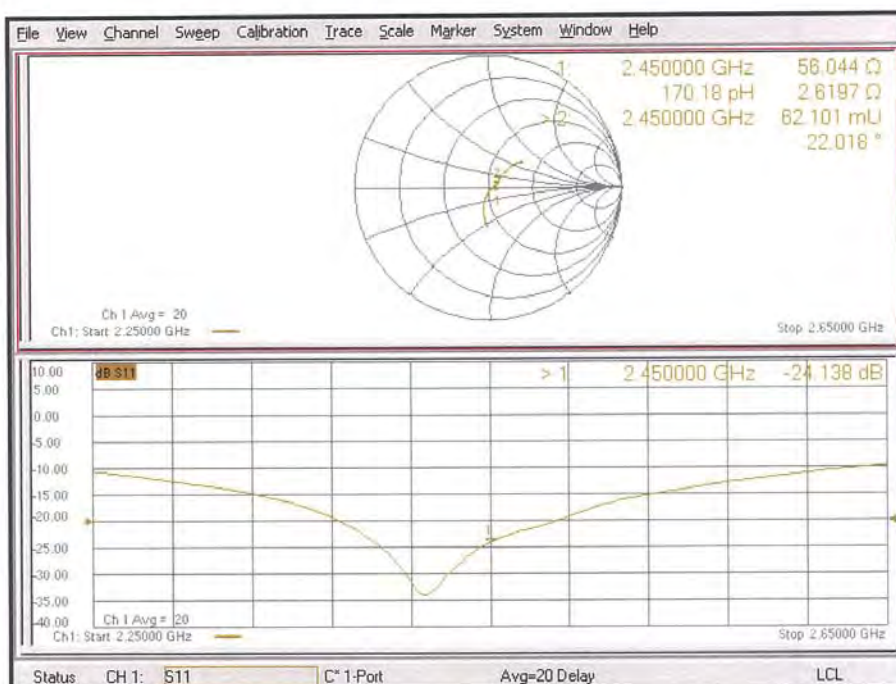 File View Channel Sweep Calibration Trace Scale Marker System Window Help
1: 2.450000 GHz 56.044 Ω
170.18 pH 2.6197 Ω
> 2: 2.450000 GHz 62.101 mU
22.018 °
2
1
Ch 1 Avg = 20
Ch1: Start 2.25000 GHz
Stop 2.65000 GHz
10.00
dB S11
> 1: 2.450000 GHz -24.138 dB
5.00
0.00
-5.00
-10.00
-15.00
-20.00
1
-25.00
-30.00
-35.00
-40.00
Ch 1 Avg = 20
Ch1: Start 2.25000 GHz
Stop 2.65000 GHz
Status CH 1: S11 C* 1-Port Avg=20 Delay LCL